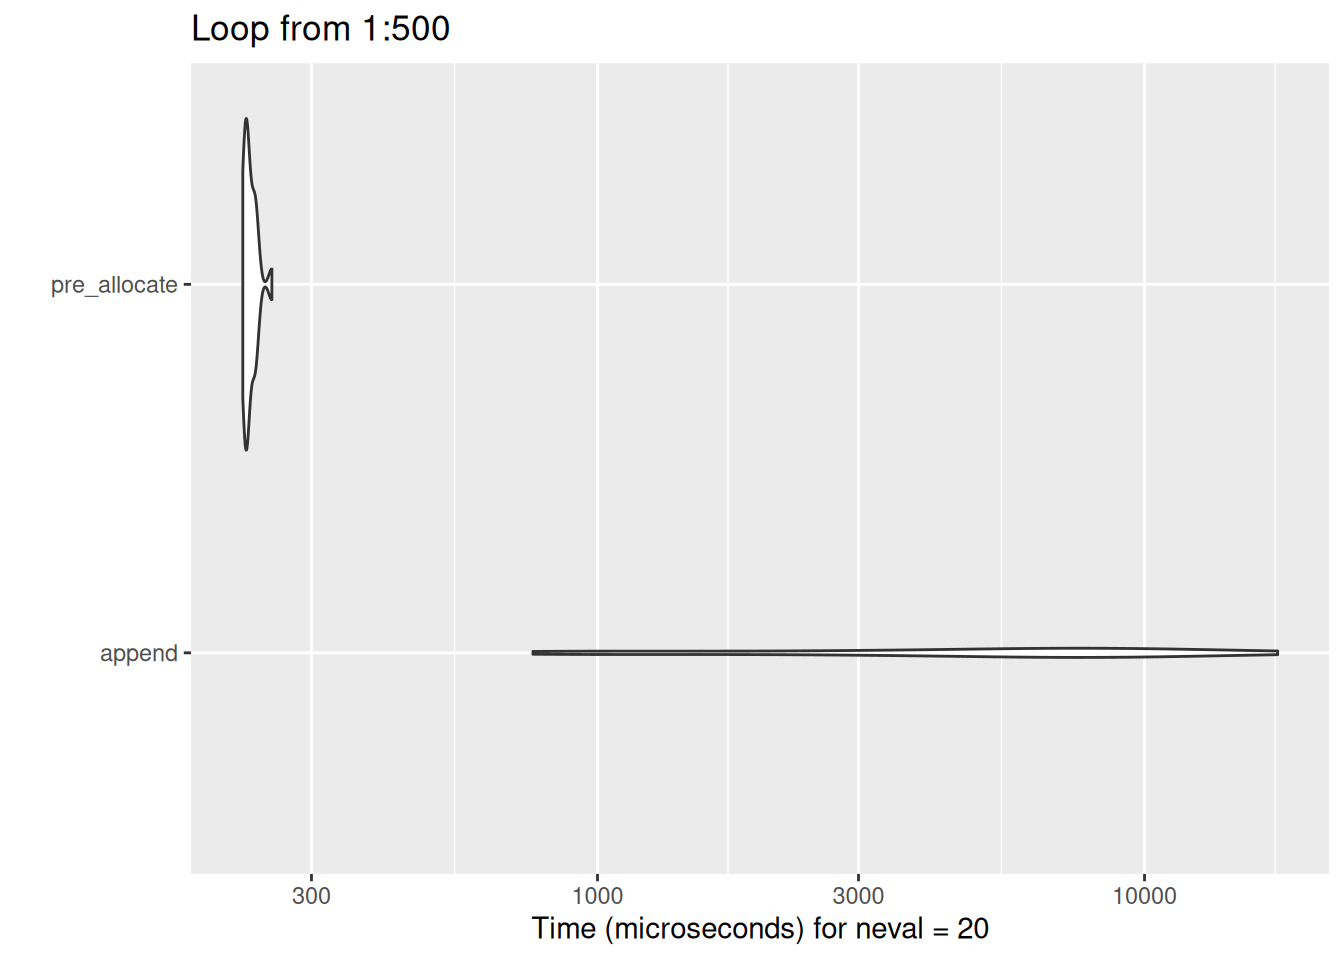 Loop from 1:500
pre_allocate
append
300 1000 3000 10000
Time (microseconds) for neval = 20